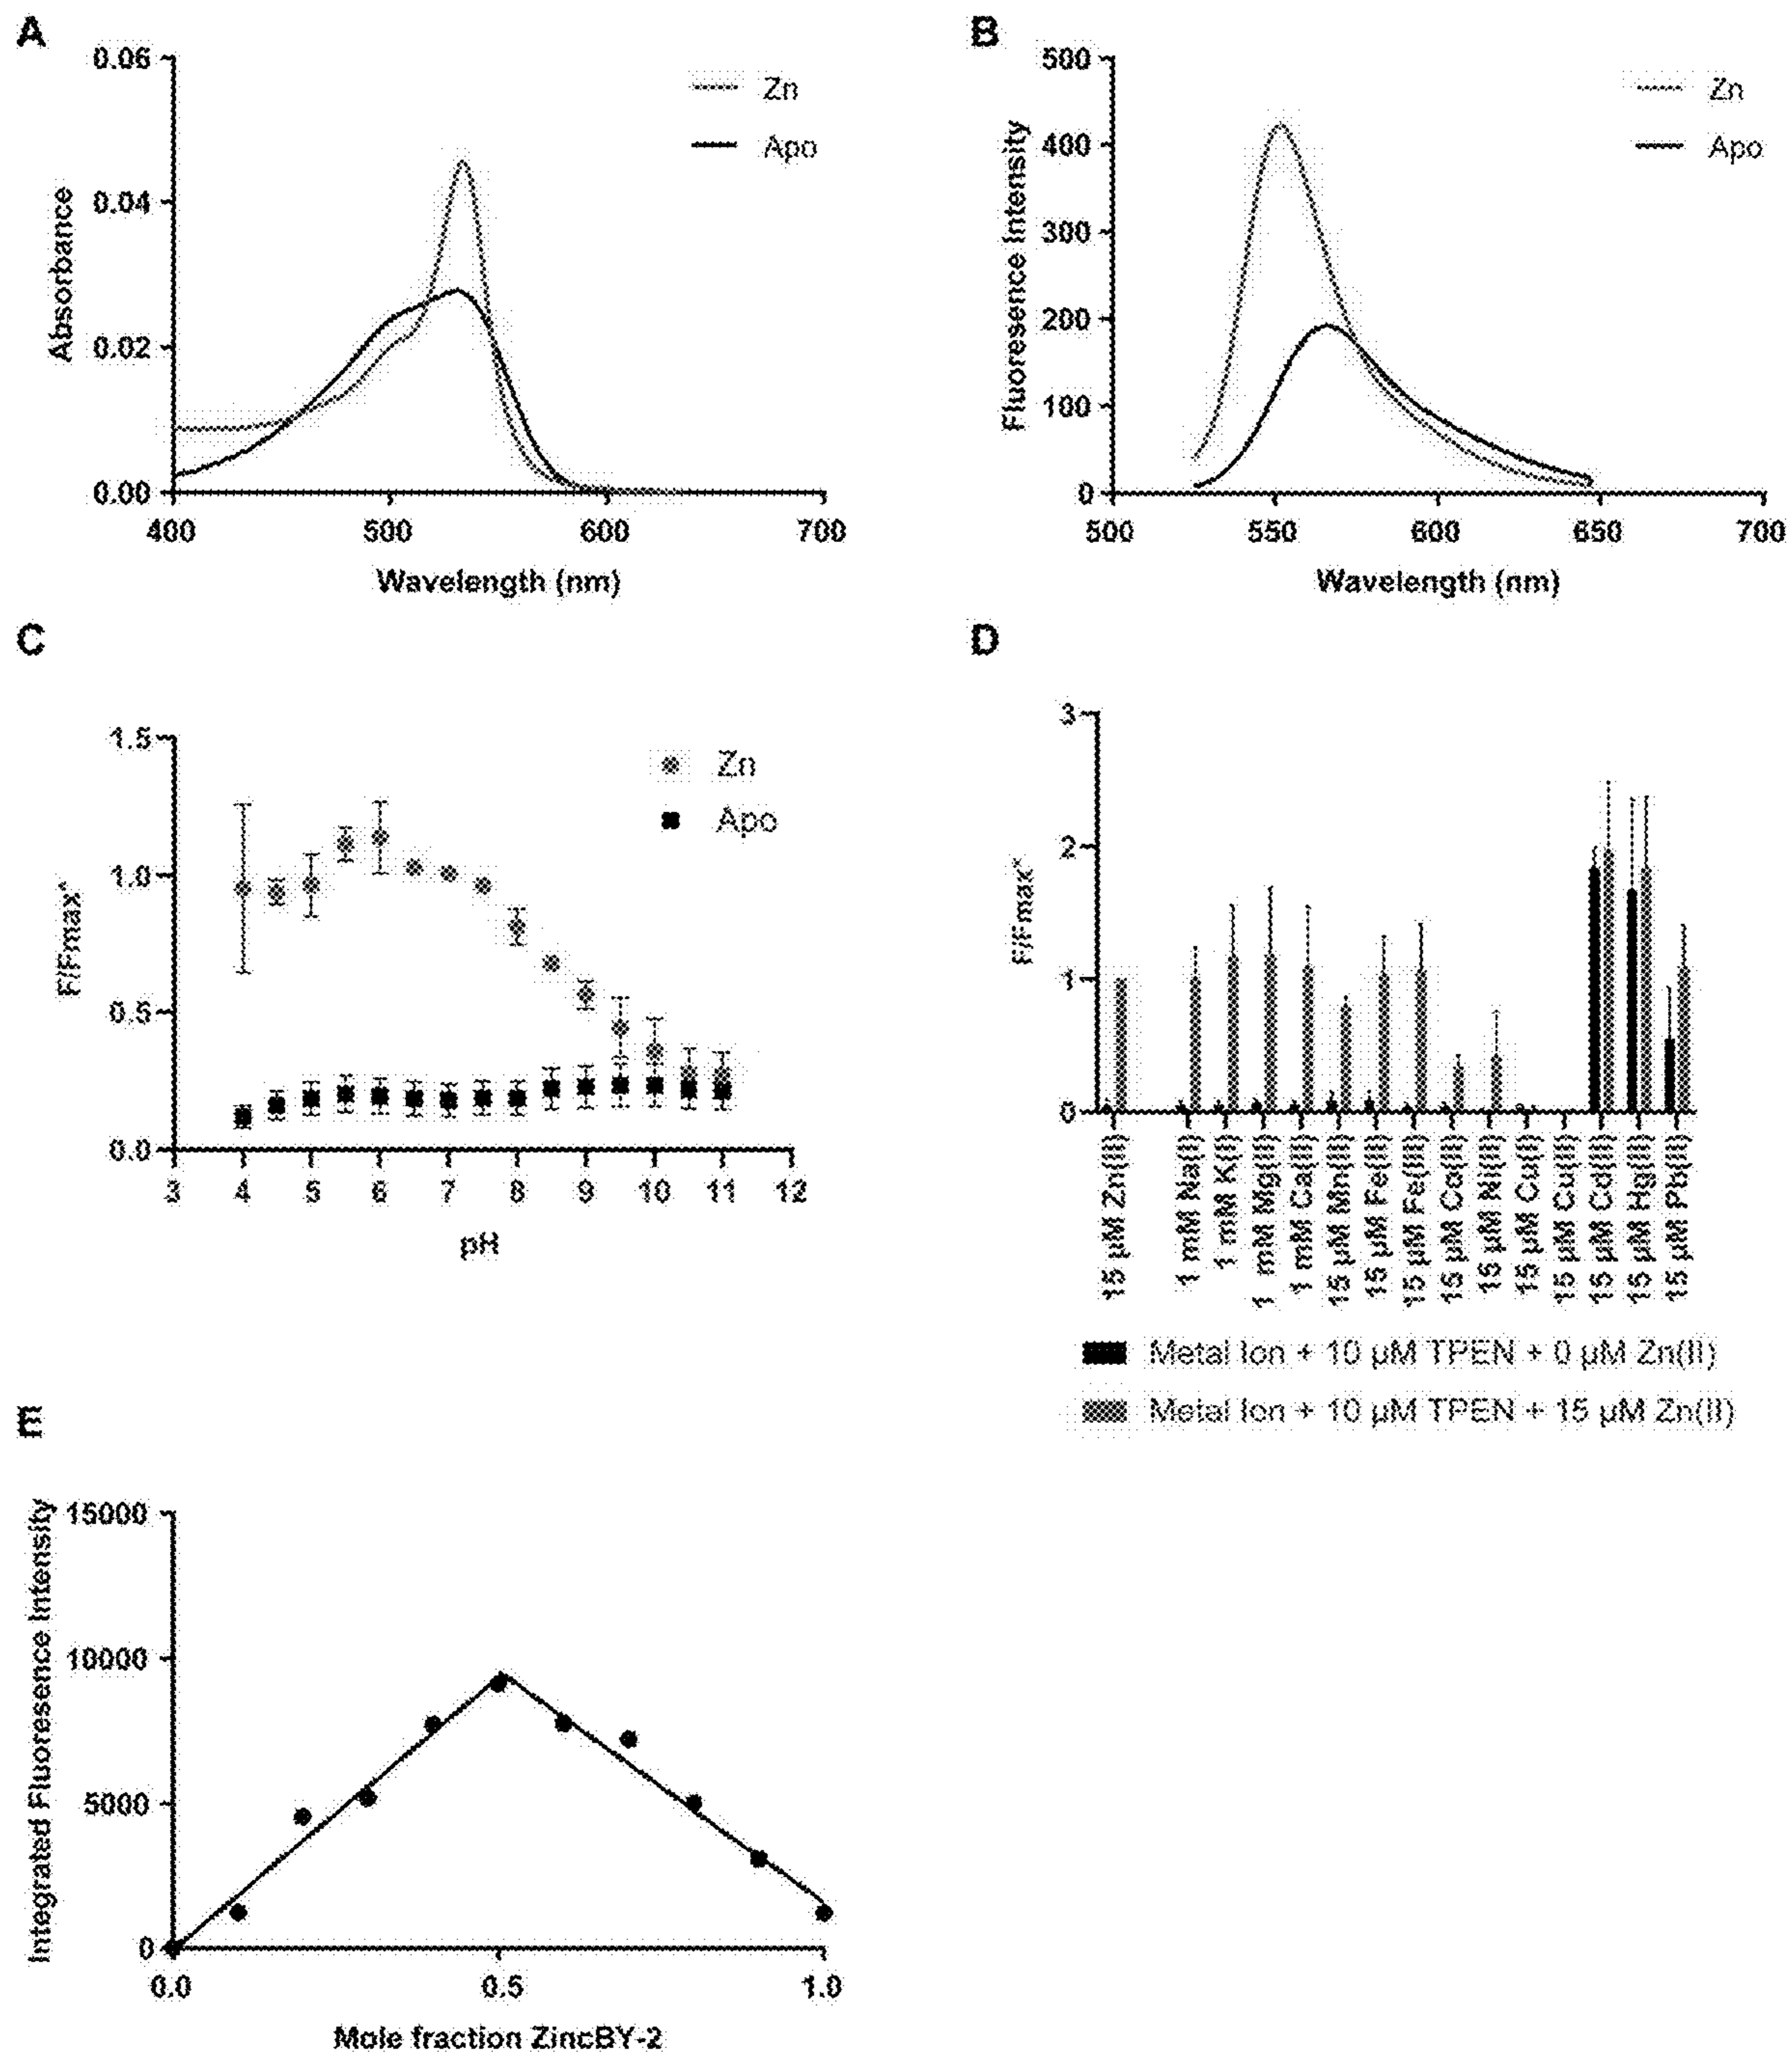 A
0.06
0.04
0.02
0.00
Absorbance
400
500
600
700
Wavelength (nm)
Zn
Apo
B
500
400
300
200
100
0
Fluoresence Intensity
500
550
600
650
700
Wavelength (nm)
Zn
Apo
C
1.5
1.0
0.5
0.0
F/Fmax*
3
4
5
6
7
8
9
10
11
12
pH
Zn
Apo
D
3
2
1
0
F/Fmax*
15 µM Zn(II)
1 mM Na(I)
1 mM K(I)
1 mM Mg(II)
1 mM Ca(II)
15 µM Mn(II)
15 µM Fe(II)
15 µM Fe(III)
15 µM Co(II)
15 µM Ni(II)
15 µM Cu(I)
15 µM Cu(II)
15 µM Cd(II)
15 µM Hg(II)
15 µM Pb(II)
Metal Ion + 10 µM TPEN + 0 µM Zn(II)
Metal Ion + 10 µM TPEN + 15 µM Zn(II)
E
15000
10000
5000
0
Integrated Fluorescence Intensity
0.0
0.5
1.0
Mole fraction ZincBY-2